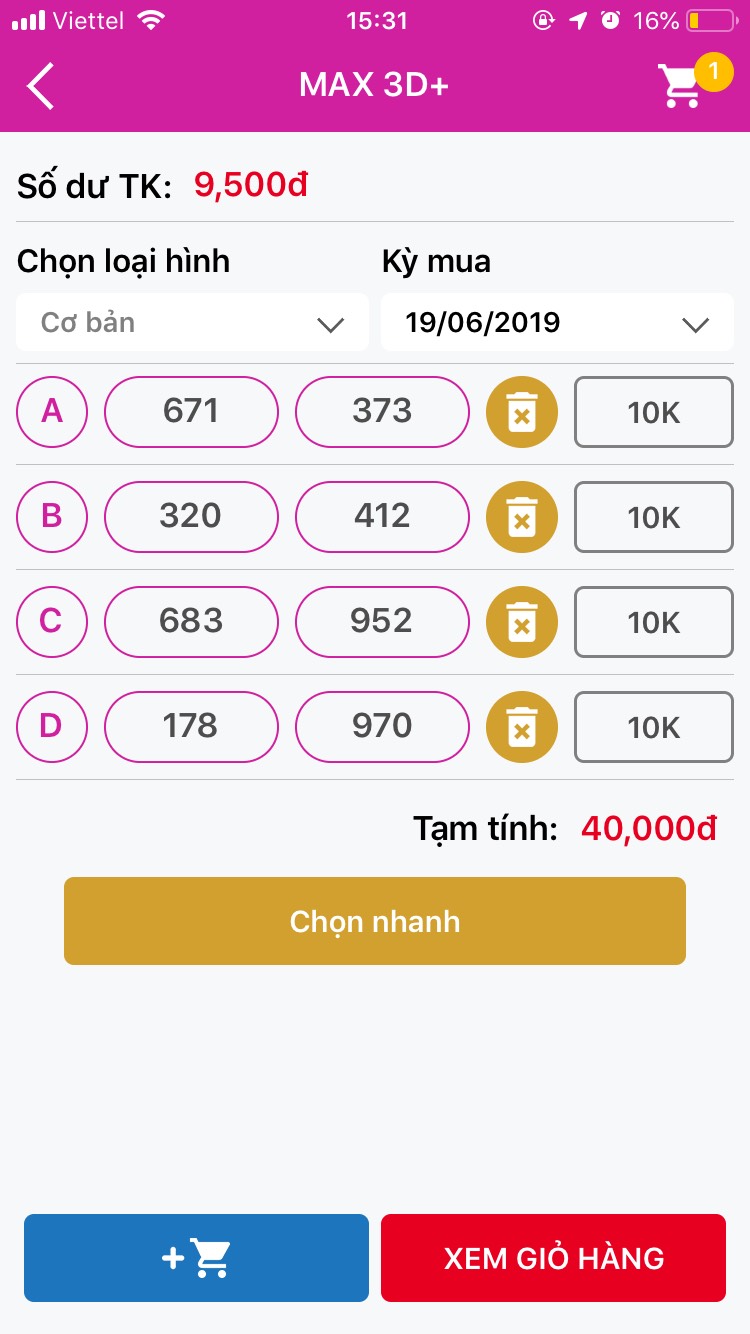 Viettel 15:31 16%
MAX 3D+ 1
Số dư TK: 9,500đ
Chọn loại hình Kỳ mua
Cơ bản 19/06/2019
A 671 373 10K
B 320 412 10K
C 683 952 10K
D 178 970 10K
Tạm tính: 40,000đ
Chọn nhanh
+ XEM GIỎ HÀNG